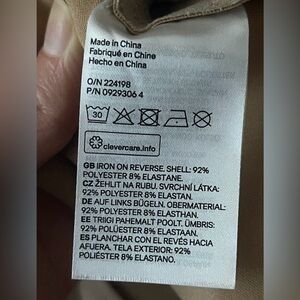 Made in China
Fabriqué en Chine
Hecho en China
O/N 224198
P/N 0929306 4
30
clevercare.info
GB IRON ON REVERSE. SHELL: 92%
POLYESTER 8% ELASTANE.
CZ ŽEHLIT NA RUBU. SVRCHNÍ LÁTKA:
92% POLYESTER 8% ELASTAN.
DE AUF LINKS BÜGELN. OBERMATERIAL:
92% POLYESTER 8% ELASTHAN.
EE TRIIGI PAHEMALT POOLT. ÜMBRIS:
92% POLÜESTER 8% ELASTAAN.
ES PLANCHAR CON EL REVÉS HACIA
AFUERA. TELA EXTERIOR: 92%
POLIÉSTER 8% ELASTANO.